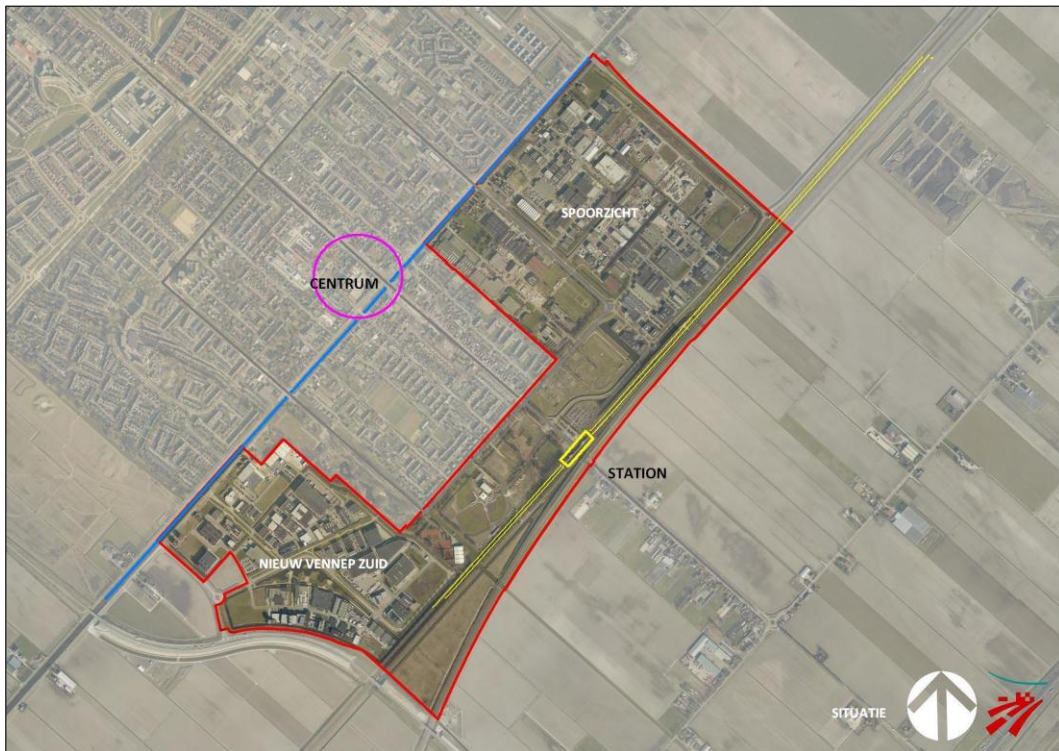 SPOORZICHT
CENTRUM
STATION
NIEUW VENNEP ZUID
SITUATIE